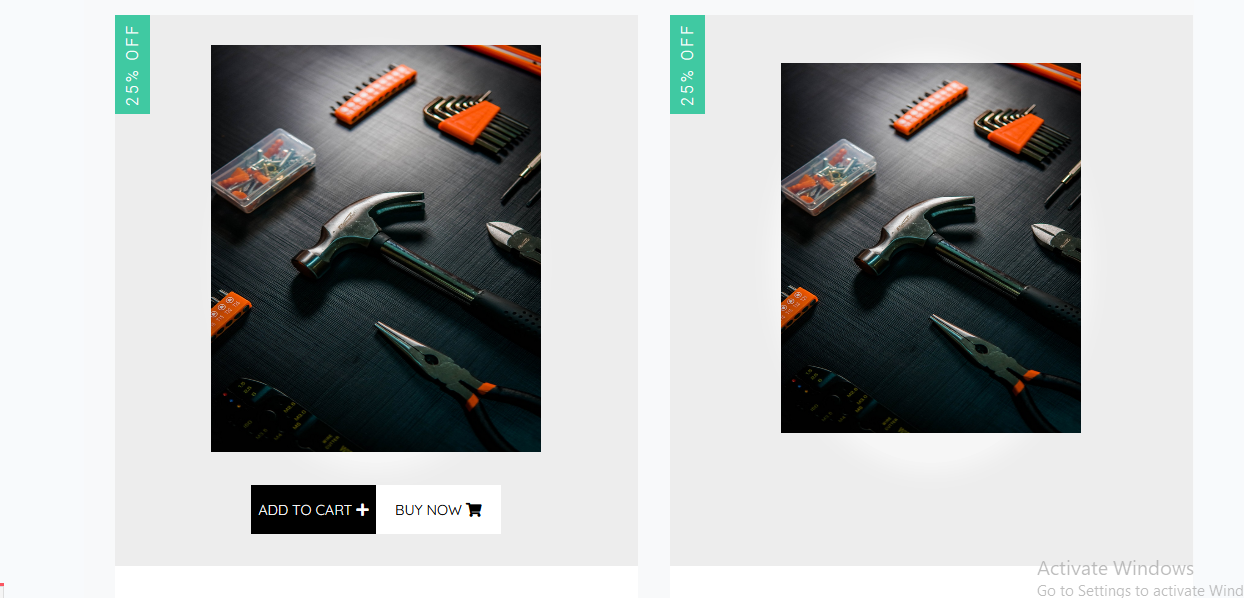 25% OFF
ADD TO CART
BUY NOW
25% OFF
Activate Windows
Go to Settings to activate Wind